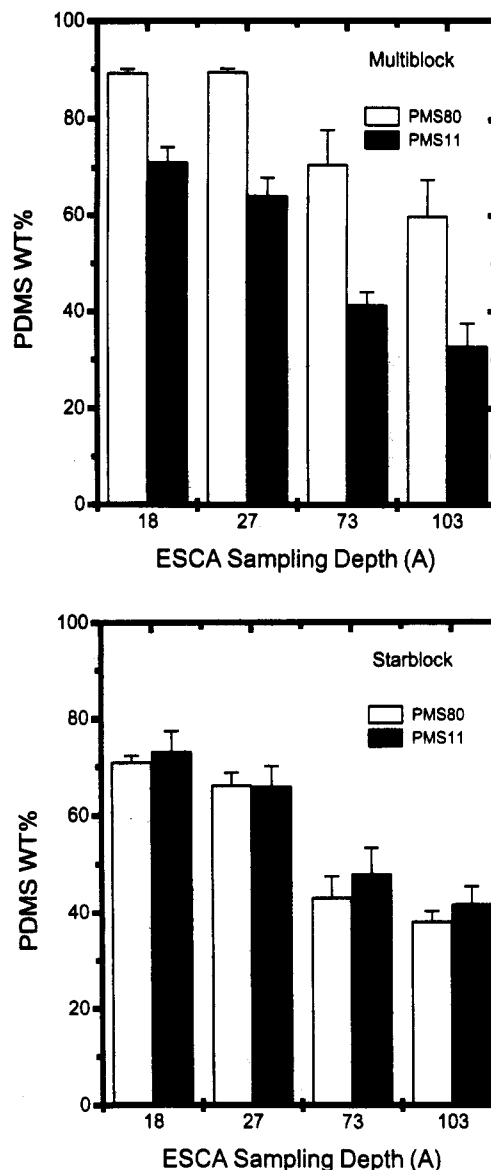 100
80
60
40
20
0
PDMS WT%
Multiblock
PMS80
PMS11
18 27 73 103
ESCA Sampling Depth (A)
100
80
60
40
20
0
PDMS WT%
Starblock
PMS80
PMS11
18 27 73 103
ESCA Sampling Depth (A)